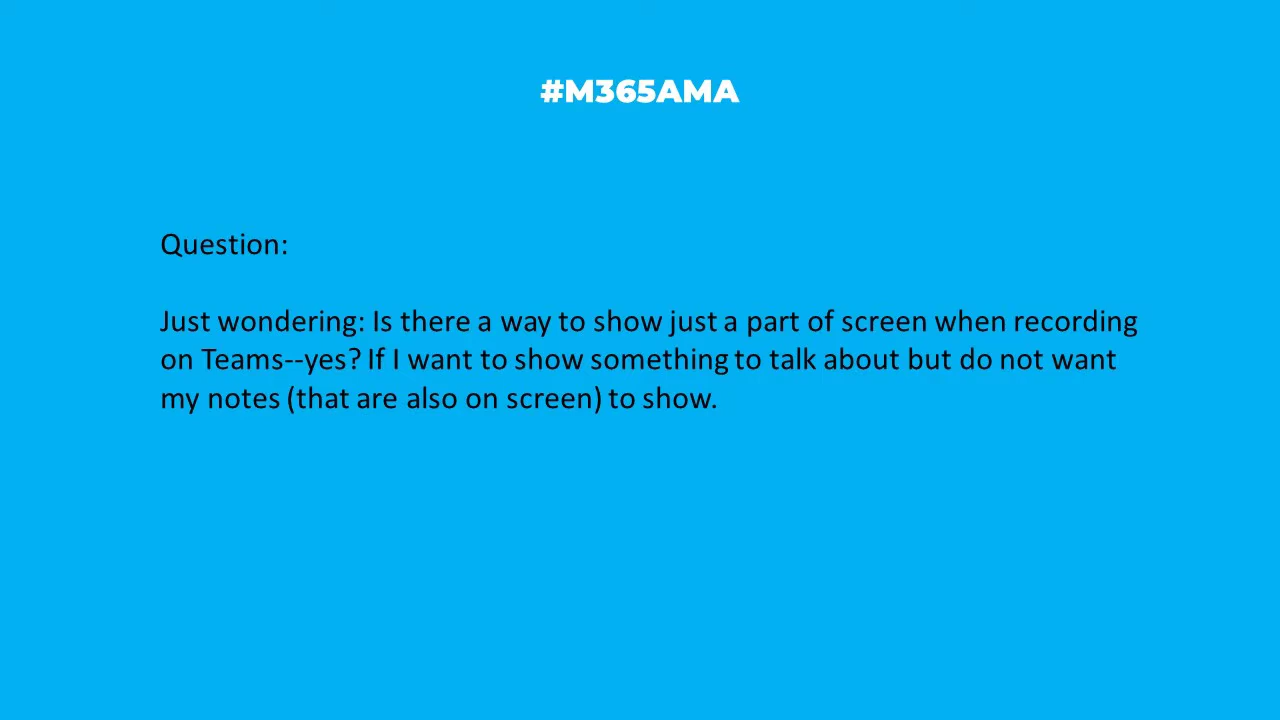 #M365AMA
Question:
Just wondering: Is there a way to show just a part of screen when recording
on Teams--yes? If I want to show something to talk about but do not want
my notes (that are also on screen) to show.